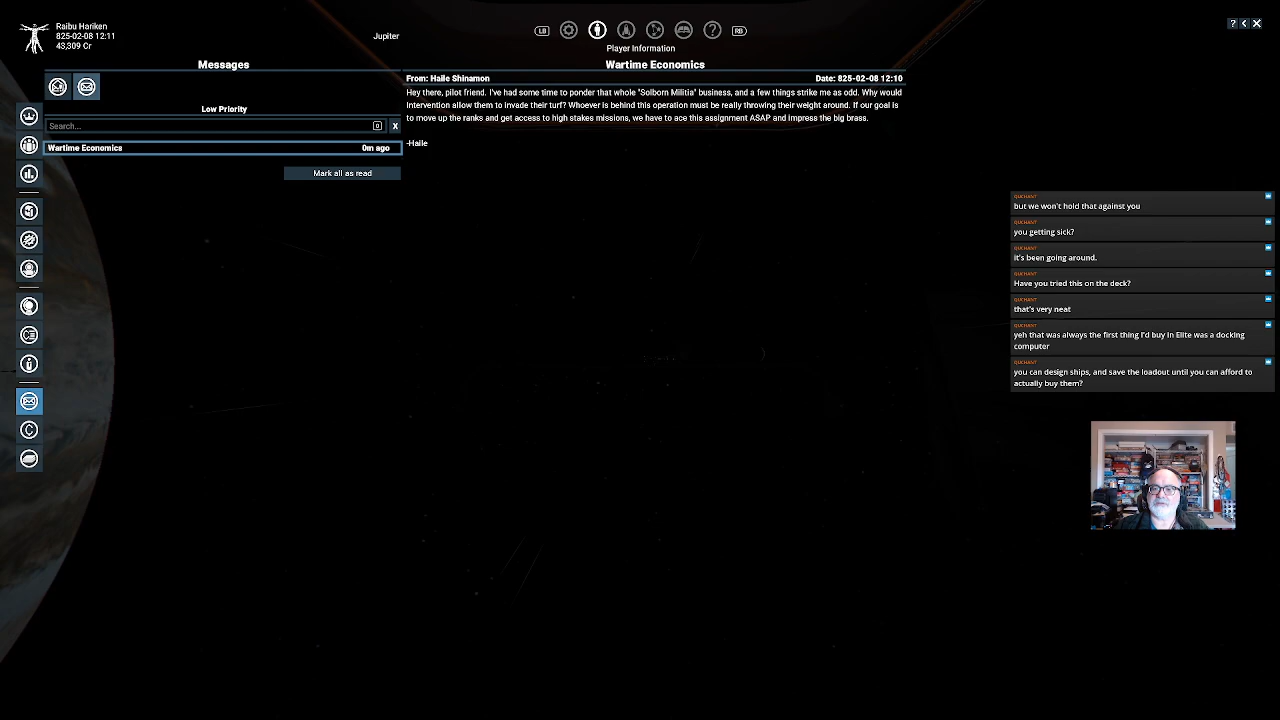 Raibu Hariken
825-02-08 12:11
43,309 Cr
Jupiter
LB
RB
Player Information
? < X
Messages
Low Priority
Search...
X
Wartime Economics 0m ago
Mark all as read
Wartime Economics
From: Haile Shinamon Date: 825-02-08 12:10
Hey there, pilot friend. I've had some time to ponder that whole "Solborn Militia" business, and a few things strike me as odd. Why would
Intervention allow them to invade their turf? Whoever is behind this operation must be really throwing their weight around. If our goal is
to move up the ranks and get access to high stakes missions, we have to ace this assignment ASAP and impress the big brass.
-Haile
QUCHANT
but we won't hold that against you
QUCHANT
you getting sick?
QUCHANT
it's been going around.
QUCHANT
Have you tried this on the deck?
QUCHANT
that's very neat
QUCHANT
yeh that was always the first thing I'd buy in Elite was a docking
computer
QUCHANT
you can design ships, and save the loadout until you can afford to
actually buy them?